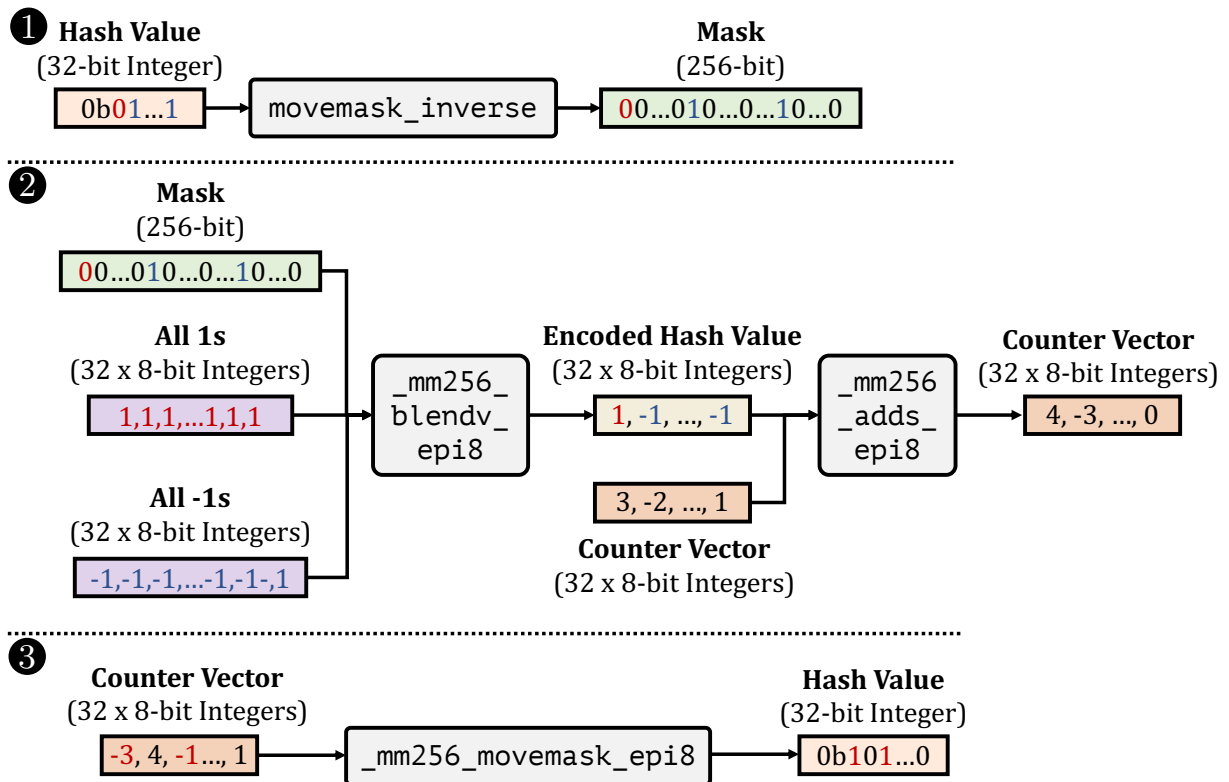 1
Hash Value
(32-bit Integer)
0b01...1
movemask_inverse
Mask
(256-bit)
00...010...0...10...0
2
Mask
(256-bit)
00...010...0...10...0
All 1s
(32 x 8-bit Integers)
1,1,1,...1,1,1
All -1s
(32 x 8-bit Integers)
-1,-1,-1,...-1,-1-,1
_mm256_
blendv_
epi8
Encoded Hash Value
(32 x 8-bit Integers)
1, -1, ..., -1
3, -2, ..., 1
Counter Vector
(32 x 8-bit Integers)
_mm256
_adds_
epi8
Counter Vector
(32 x 8-bit Integers)
4, -3, ..., 0
3
Counter Vector
(32 x 8-bit Integers)
-3, 4, -1..., 1
_mm256_movemask_epi8
Hash Value
(32-bit Integer)
0b101...0